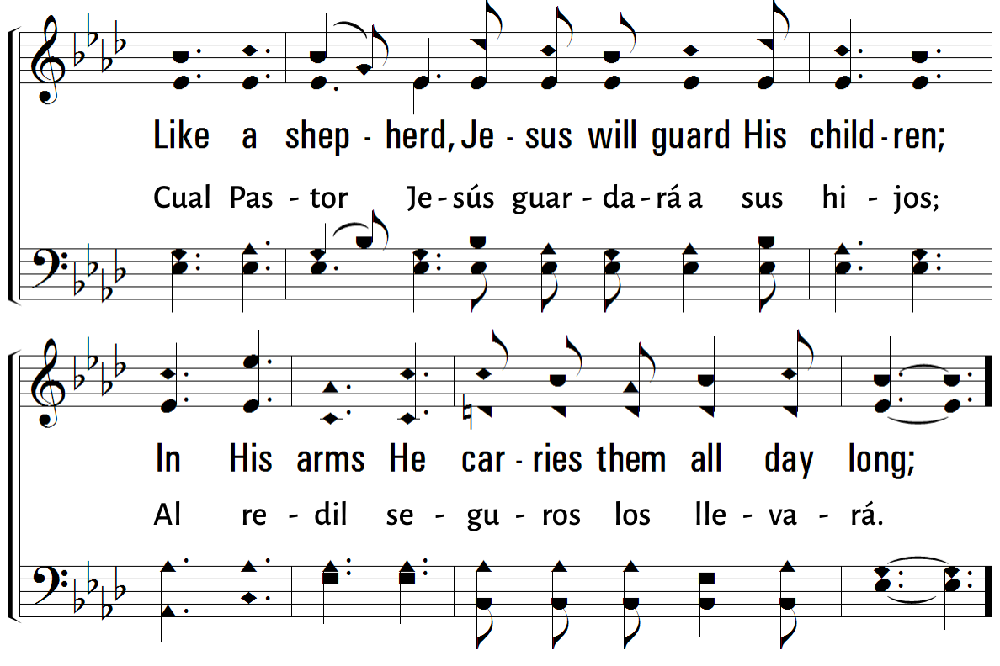 Like a shep - herd, Je - sus will guard His child - ren;
Cual Pas - tor Je - sús guar - da - rá a sus hi - jos;
In His arms He car - ries them all day long;
Al re - dil se - gu - ros los lle - va - rá.